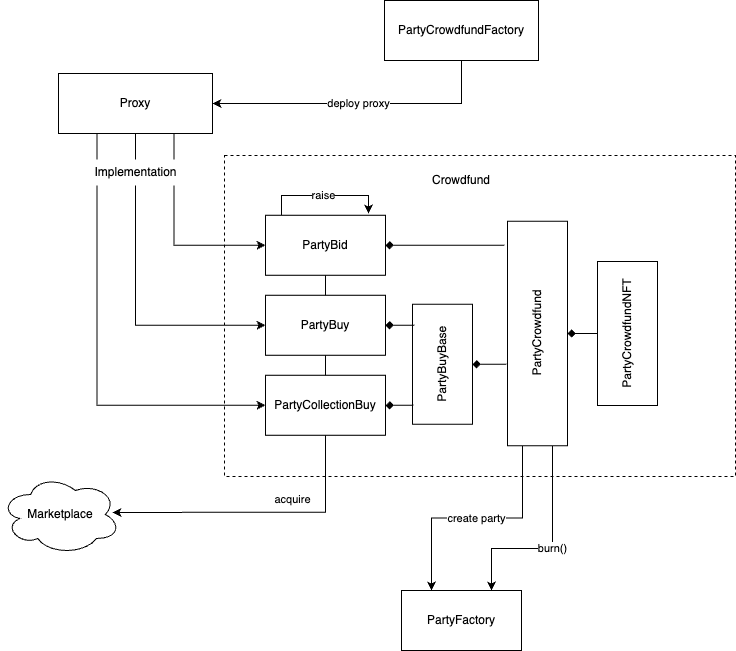 PartyCrowdfundFactory
Proxy
deploy proxy
Implementation
Crowdfund
raise
PartyBid
PartyBuy
PartyCollectionBuy
PartyBuyBase
PartyCrowdfund
PartyCrowdfundNFT
acquire
Marketplace
create party
burn()
PartyFactory